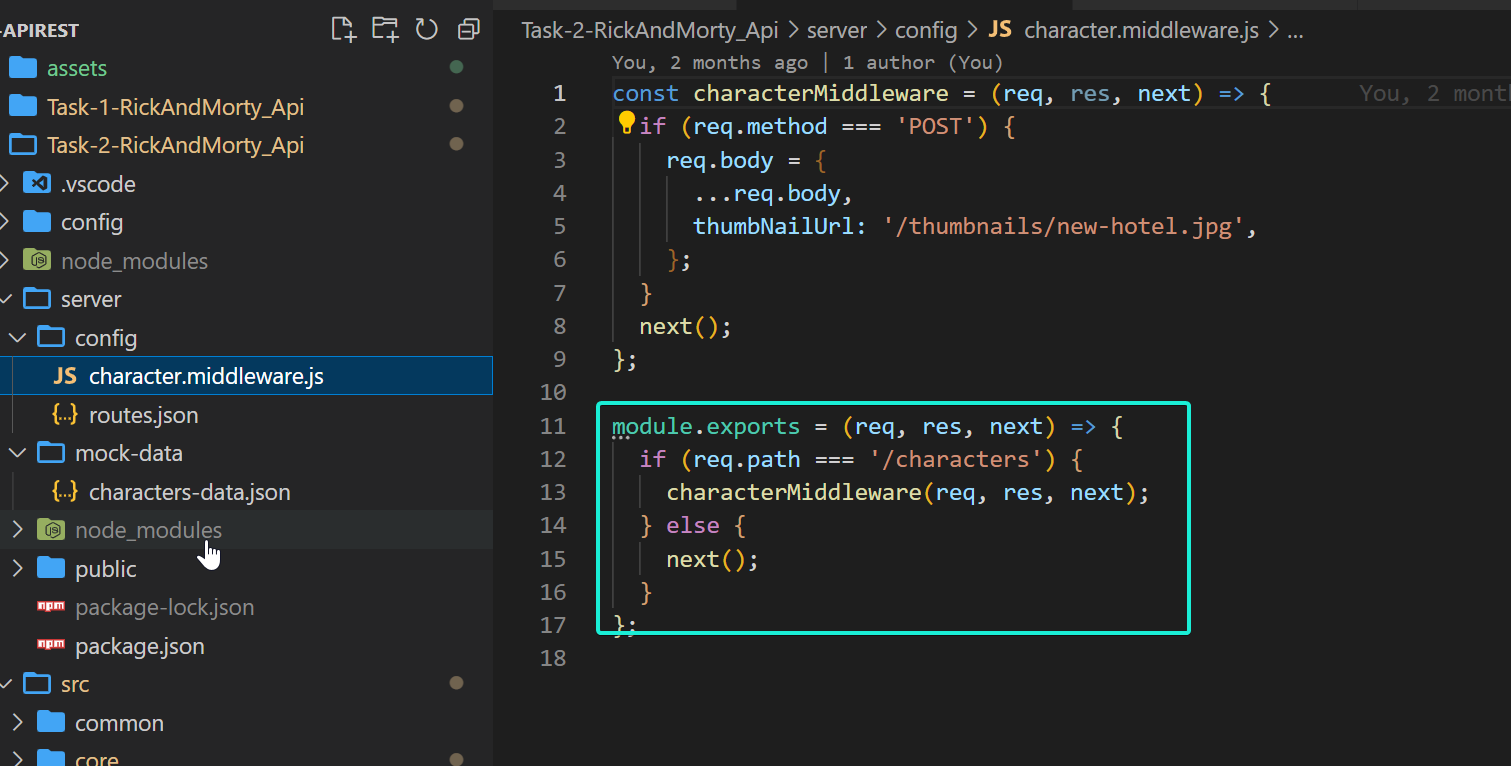 -APIREST
assets
Task-1-RickAndMorty_Api
Task-2-RickAndMorty_Api
.vscode
config
node_modules
server
config
JS character.middleware.js
{..} routes.json
mock-data
{..} characters-data.json
node_modules
public
npm package-lock.json
npm package.json
src
common
core
Task-2-RickAndMorty_Api > server > config > JS character.middleware.js > ...
You, 2 months ago | 1 author (You)
1 const characterMiddleware = (req, res, next) => { You, 2 mont
2 if (req.method === 'POST') {
3 req.body = {
4 ...req.body,
5 thumbNailUrl: '/thumbnails/new-hotel.jpg',
6 };
7 }
8 next();
9 };
10
11 module.exports = (req, res, next) => {
12 if (req.path === '/characters') {
13 characterMiddleware(req, res, next);
14 } else {
15 next();
16 }
17 };
18